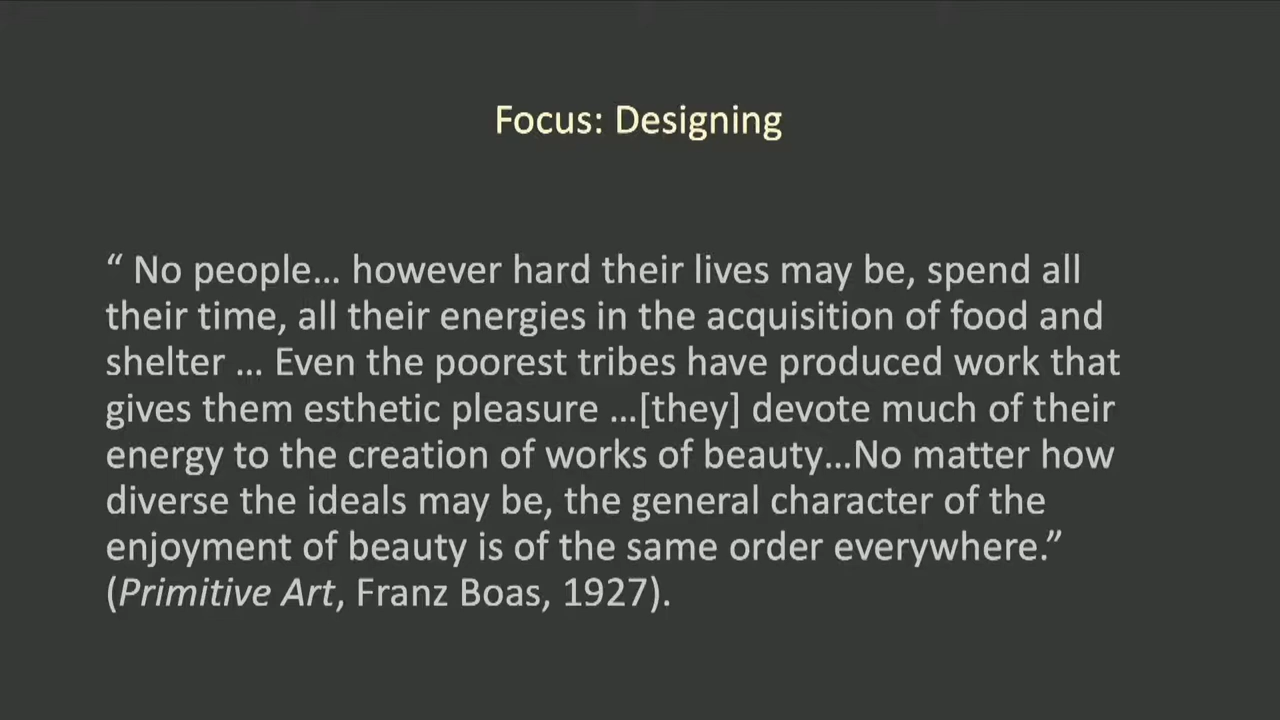 Focus: Designing
“ No people... however hard their lives may be, spend all
their time, all their energies in the acquisition of food and
shelter ... Even the poorest tribes have produced work that
gives them esthetic pleasure ...[they] devote much of their
energy to the creation of works of beauty...No matter how
diverse the ideals may be, the general character of the
enjoyment of beauty is of the same order everywhere.”
(Primitive Art, Franz Boas, 1927).